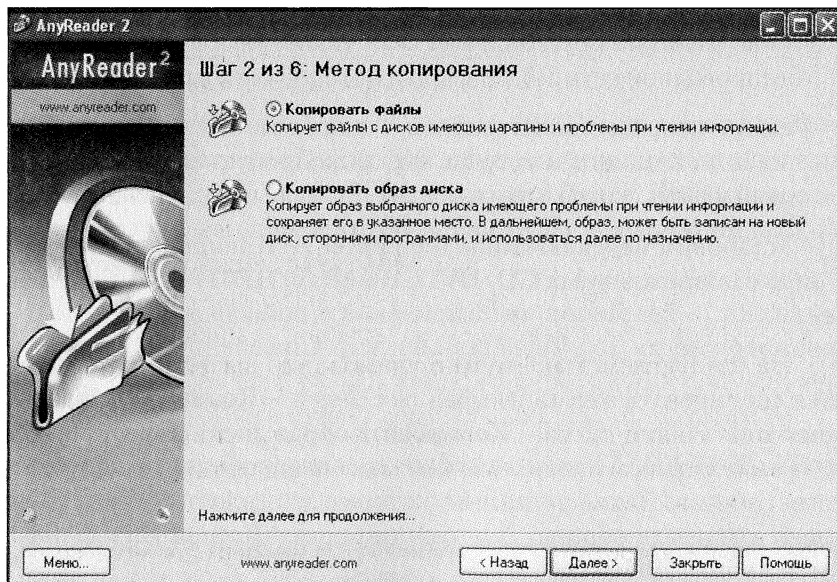 AnyReader 2
AnyReader²
www.anyreader.com
Шаг 2 из 6: Метод копирования
Копировать файлы
Копирует файлы с дисков имеющих царапины и проблемы при чтении информации.
Копировать образ диска
Копирует образ выбранного диска имеющего проблемы при чтении информации и
сохраняет его в указанное место. В дальнейшем, образ, может быть записан на новый
диск, сторонними программами, и использоваться далее по назначению.
Нажмите далее для продолжения...
Меню...
www.anyreader.com
< Назад
Далее >
Закрыть
Помощь